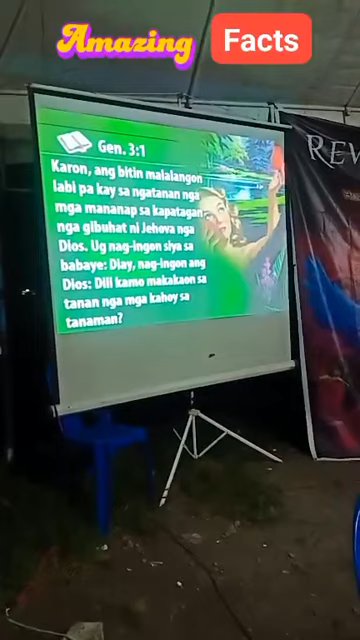 Amazing Facts
Gen. 3:1
Karon, ang bitin malalangon
labi pa kay sa ngatanan nga
mga mananap sa kapatagan
nga gibuhat ni Jehova nga
Dios. Ug nag-ingon siya sa
babaye: Diay, nag-ingon ang
Dios: Dili kamo makakaon sa
tanan nga mga kahoy sa
tanaman?